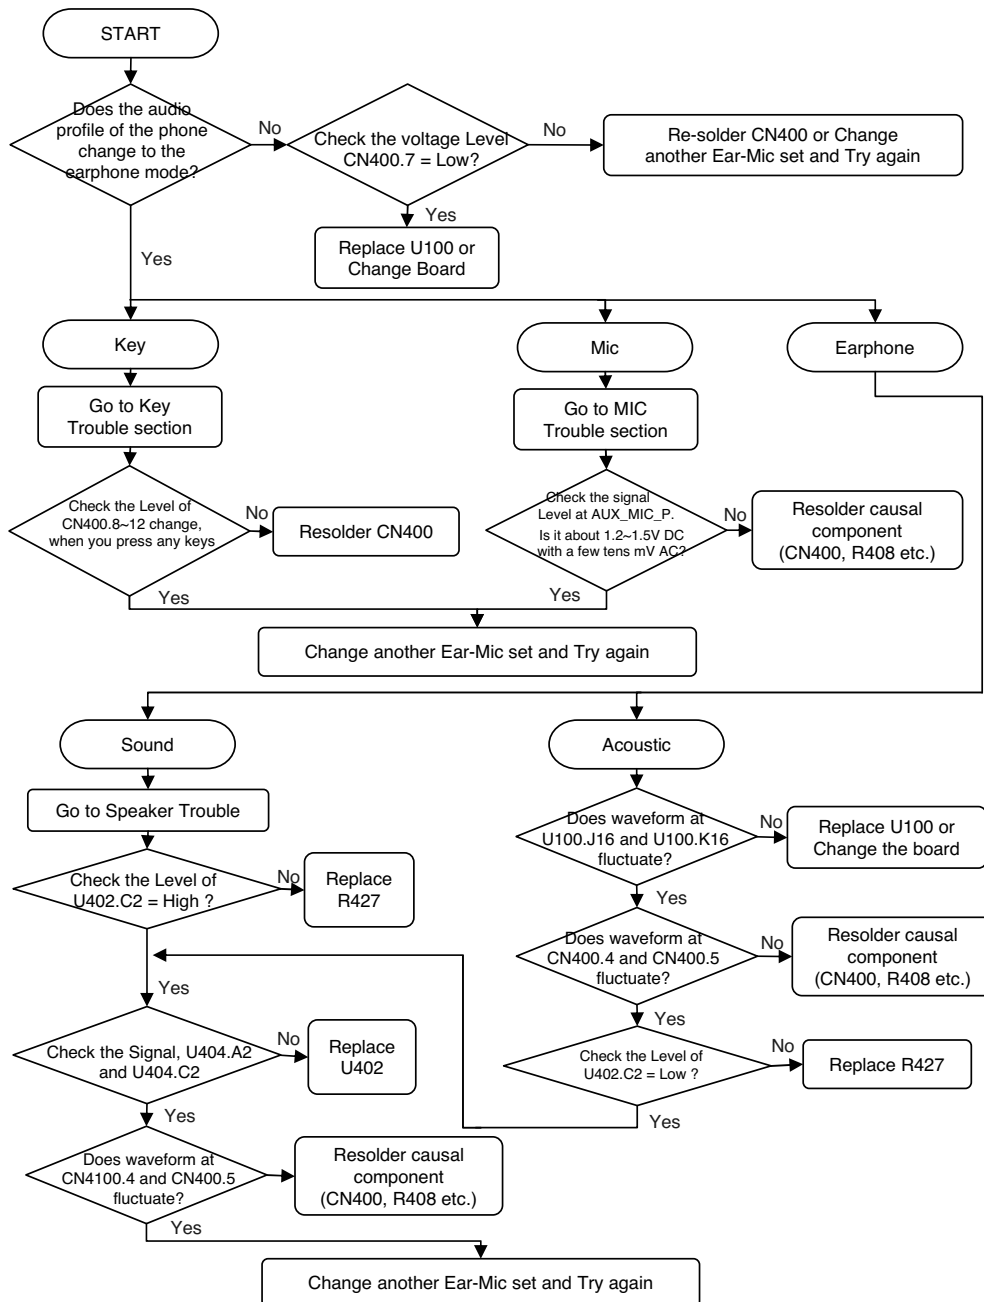 START
Does the audio
profile of the phone
change to the
earphone mode?
No
Check the voltage Level
CN400.7 = Low?
No
Re-solder CN400 or Change
another Ear-Mic set and Try again
Yes
Replace U100 or
Change Board
Yes
Key
Mic
Earphone
Go to Key
Trouble section
Go to MIC
Trouble section
Check the Level of
CN400.8~12 change,
when you press any keys
No
Resolder CN400
Check the signal
Level at AUX_MIC_P.
Is it about 1.2~1.5V DC
with a few tens mV AC?
No
Resolder causal
component
(CN400, R408 etc.)
Yes
Yes
Change another Ear-Mic set and Try again
Sound
Acoustic
Go to Speaker Trouble
Does waveform at
U100.J16 and U100.K16
fluctuate?
No
Replace U100 or
Change the board
Check the Level of
U402.C2 = High ?
No
Replace
R427
Yes
Does waveform at
CN400.4 and CN400.5
fluctuate?
No
Resolder causal
component
(CN400, R408 etc.)
Yes
Yes
Check the Signal, U404.A2
and U404.C2
No
Replace
U402
Check the Level of
U402.C2 = Low ?
No
Replace R427
Yes
Yes
Does waveform at
CN4100.4 and CN400.5
fluctuate?
Resolder causal
component
(CN400, R408 etc.)
Yes
Change another Ear-Mic set and Try again